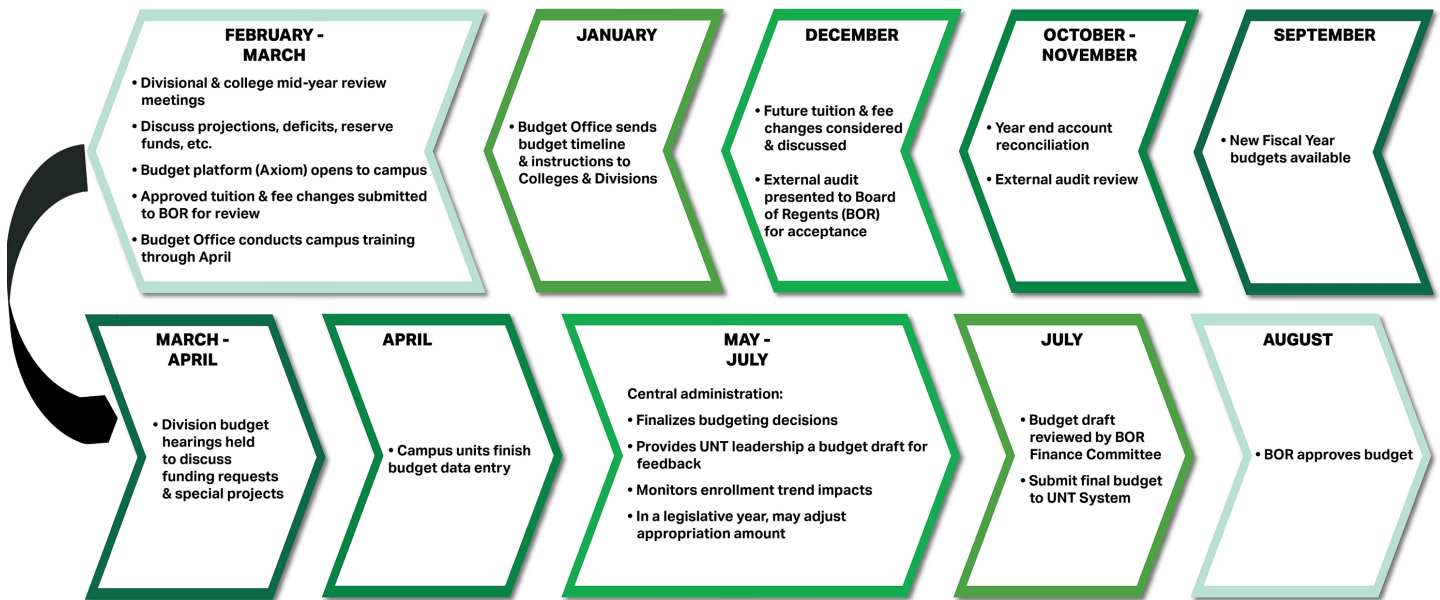 FEBRUARY -
MARCH
• Divisional & college mid-year review
meetings
• Discuss projections, deficits, reserve
funds, etc.
• Budget platform (Axiom) opens to campus
• Approved tuition & fee changes submitted
to BOR for review
• Budget Office conducts campus training
through April
JANUARY
• Budget Office sends
budget timeline
& instructions to
Colleges & Divisions
DECEMBER
• Future tuition & fee
changes considered
& discussed
• External audit
presented to Board
of Regents (BOR)
for acceptance
OCTOBER -
NOVEMBER
• Year end account
reconciliation
• External audit review
SEPTEMBER
• New Fiscal Year
budgets available
MARCH -
APRIL
• Division budget
hearings held
to discuss
funding requests
& special projects
APRIL
• Campus units finish
budget data entry
MAY -
JULY
Central administration:
• Finalizes budgeting decisions
• Provides UNT leadership a budget draft for
feedback
• Monitors enrollment trend impacts
• In a legislative year, may adjust
appropriation amount
JULY
• Budget draft
reviewed by BOR
Finance Committee
• Submit final budget
to UNT System
AUGUST
• BOR approves budget